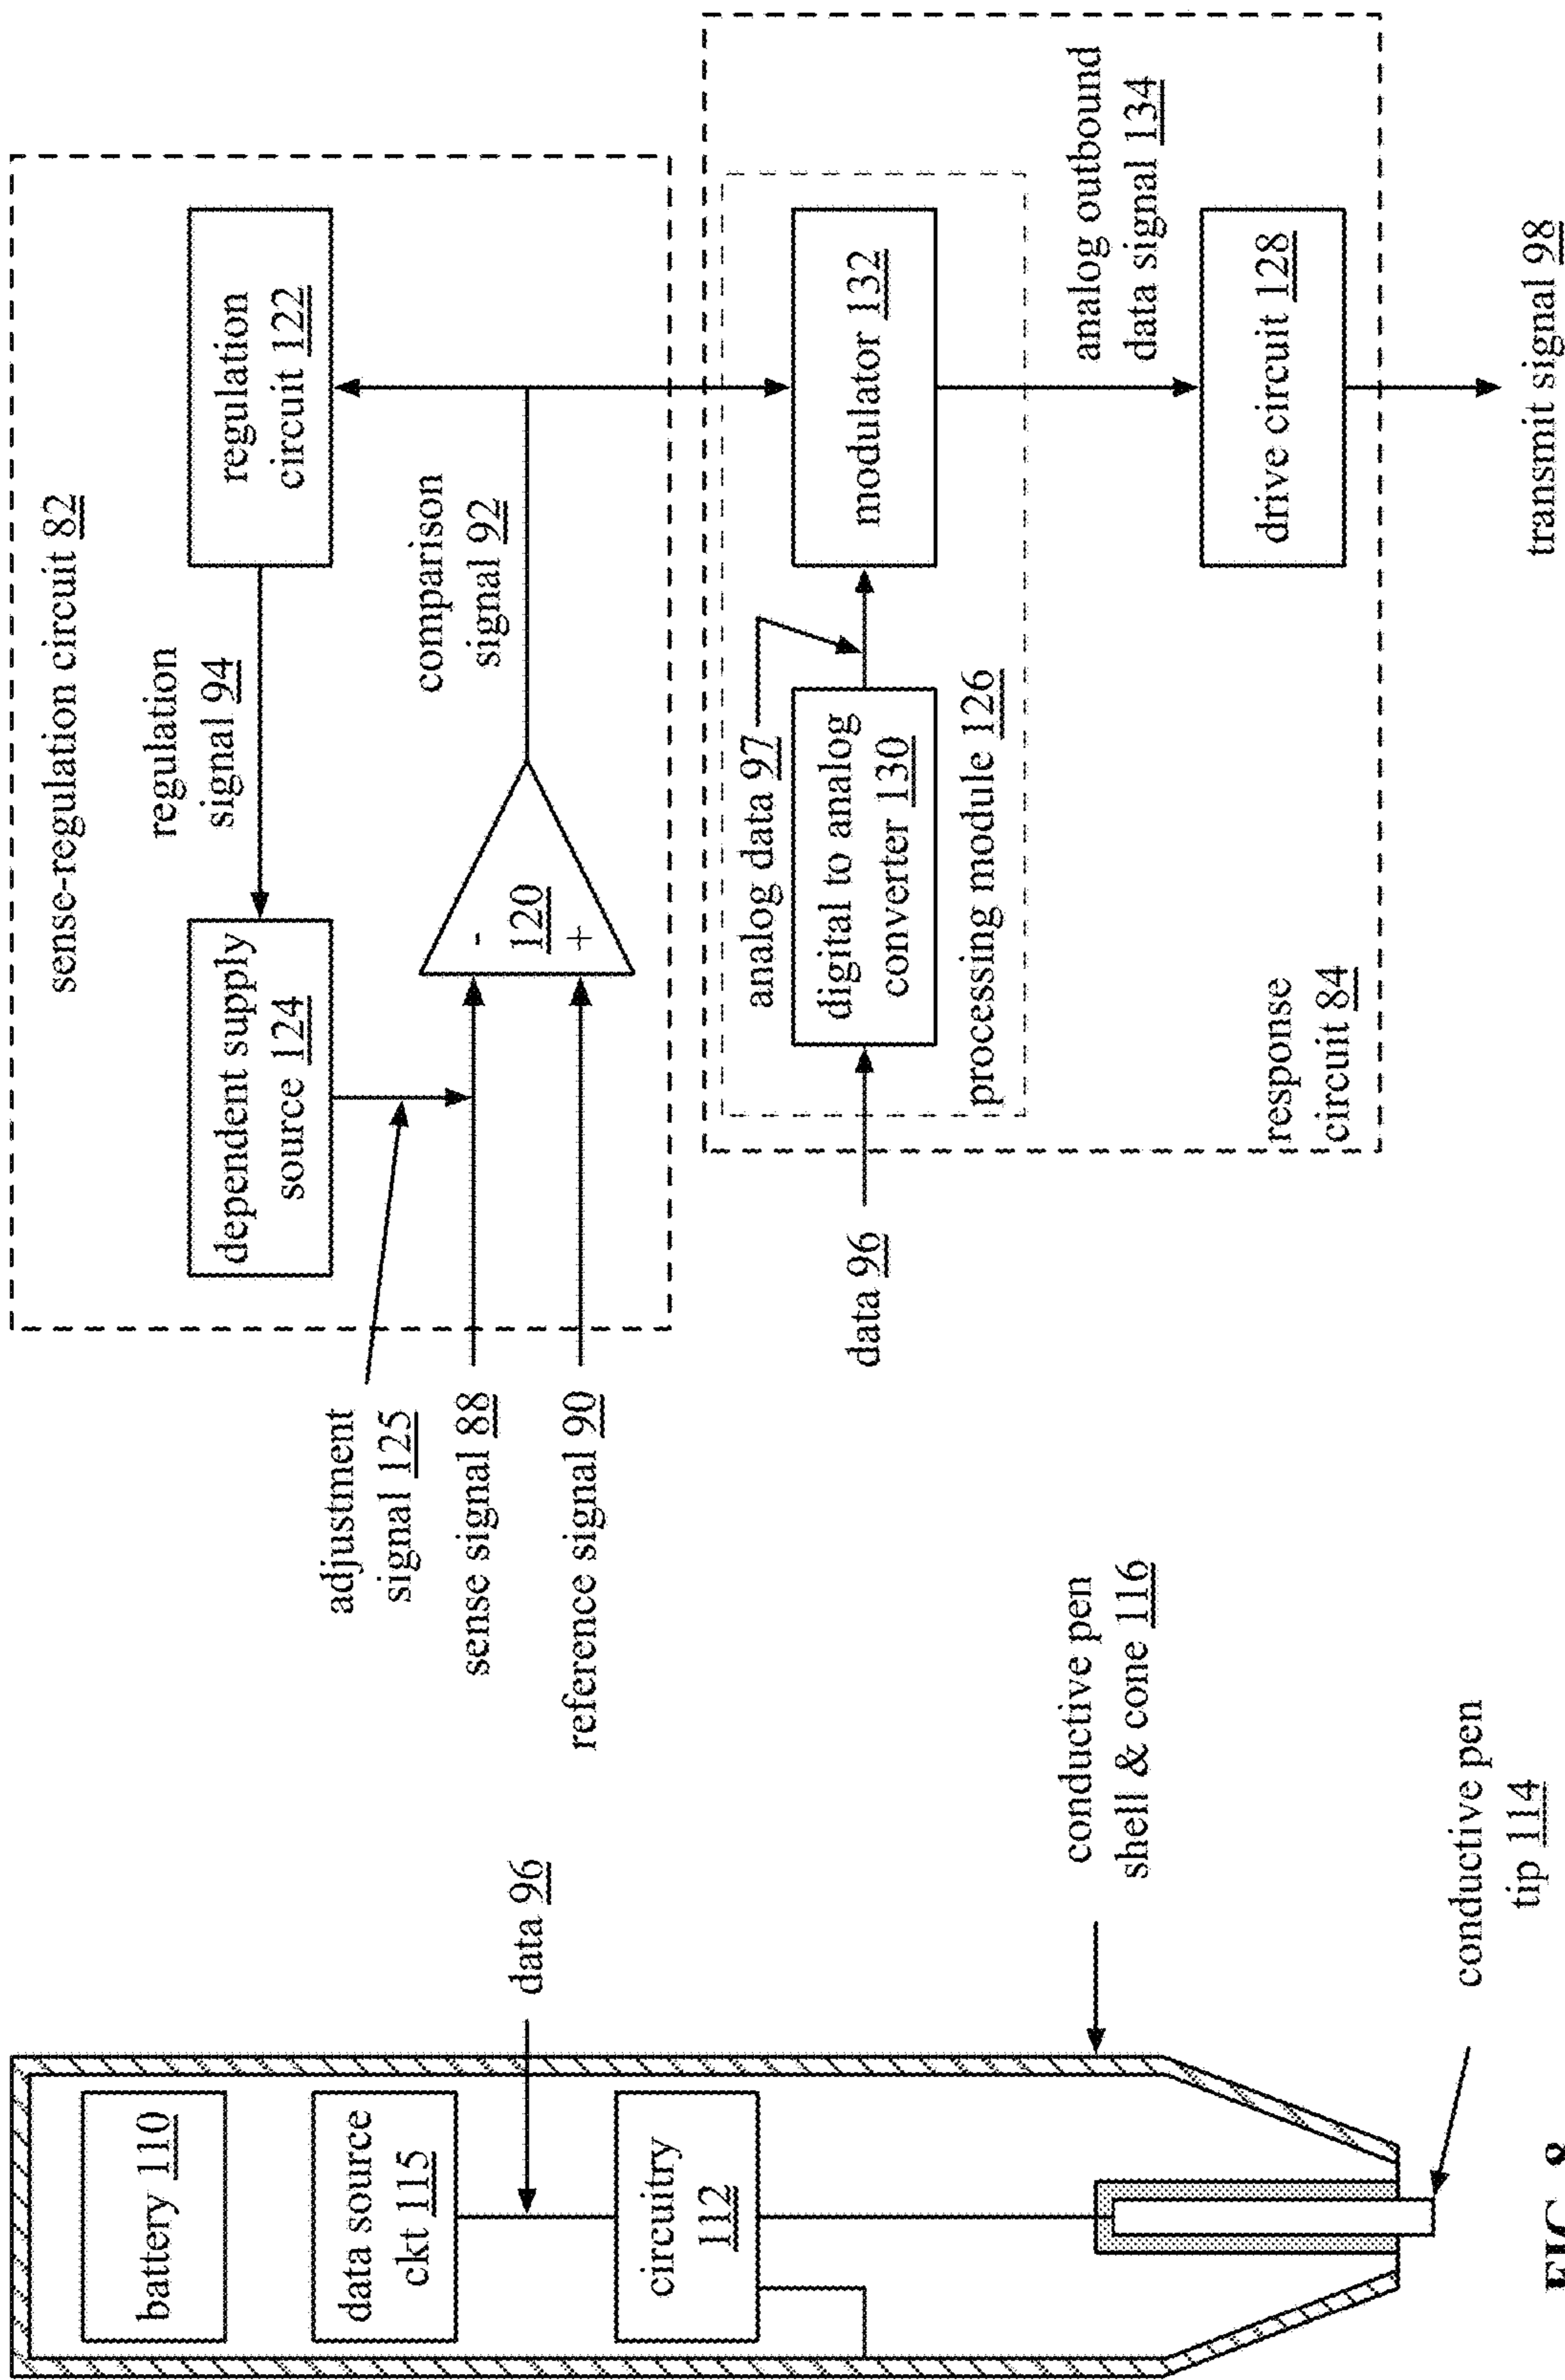 battery 110
data source
ckt 115
circuitry
112
data 96
conductive pen
shell & cone 116
conductive pen
tip 114
sense-regulation circuit 82
dependent supply
source 124
regulation
signal 94
regulation
circuit 122
adjustment
signal 125
sense signal 88
reference signal 90
-
120
+
comparison
signal 92
data 96
analog data 97
digital to analog
converter 130
modulator 132
processing module 126
analog outbound
data signal 134
response
circuit 84
drive circuit 128
transmit signal 98
FIG. 8